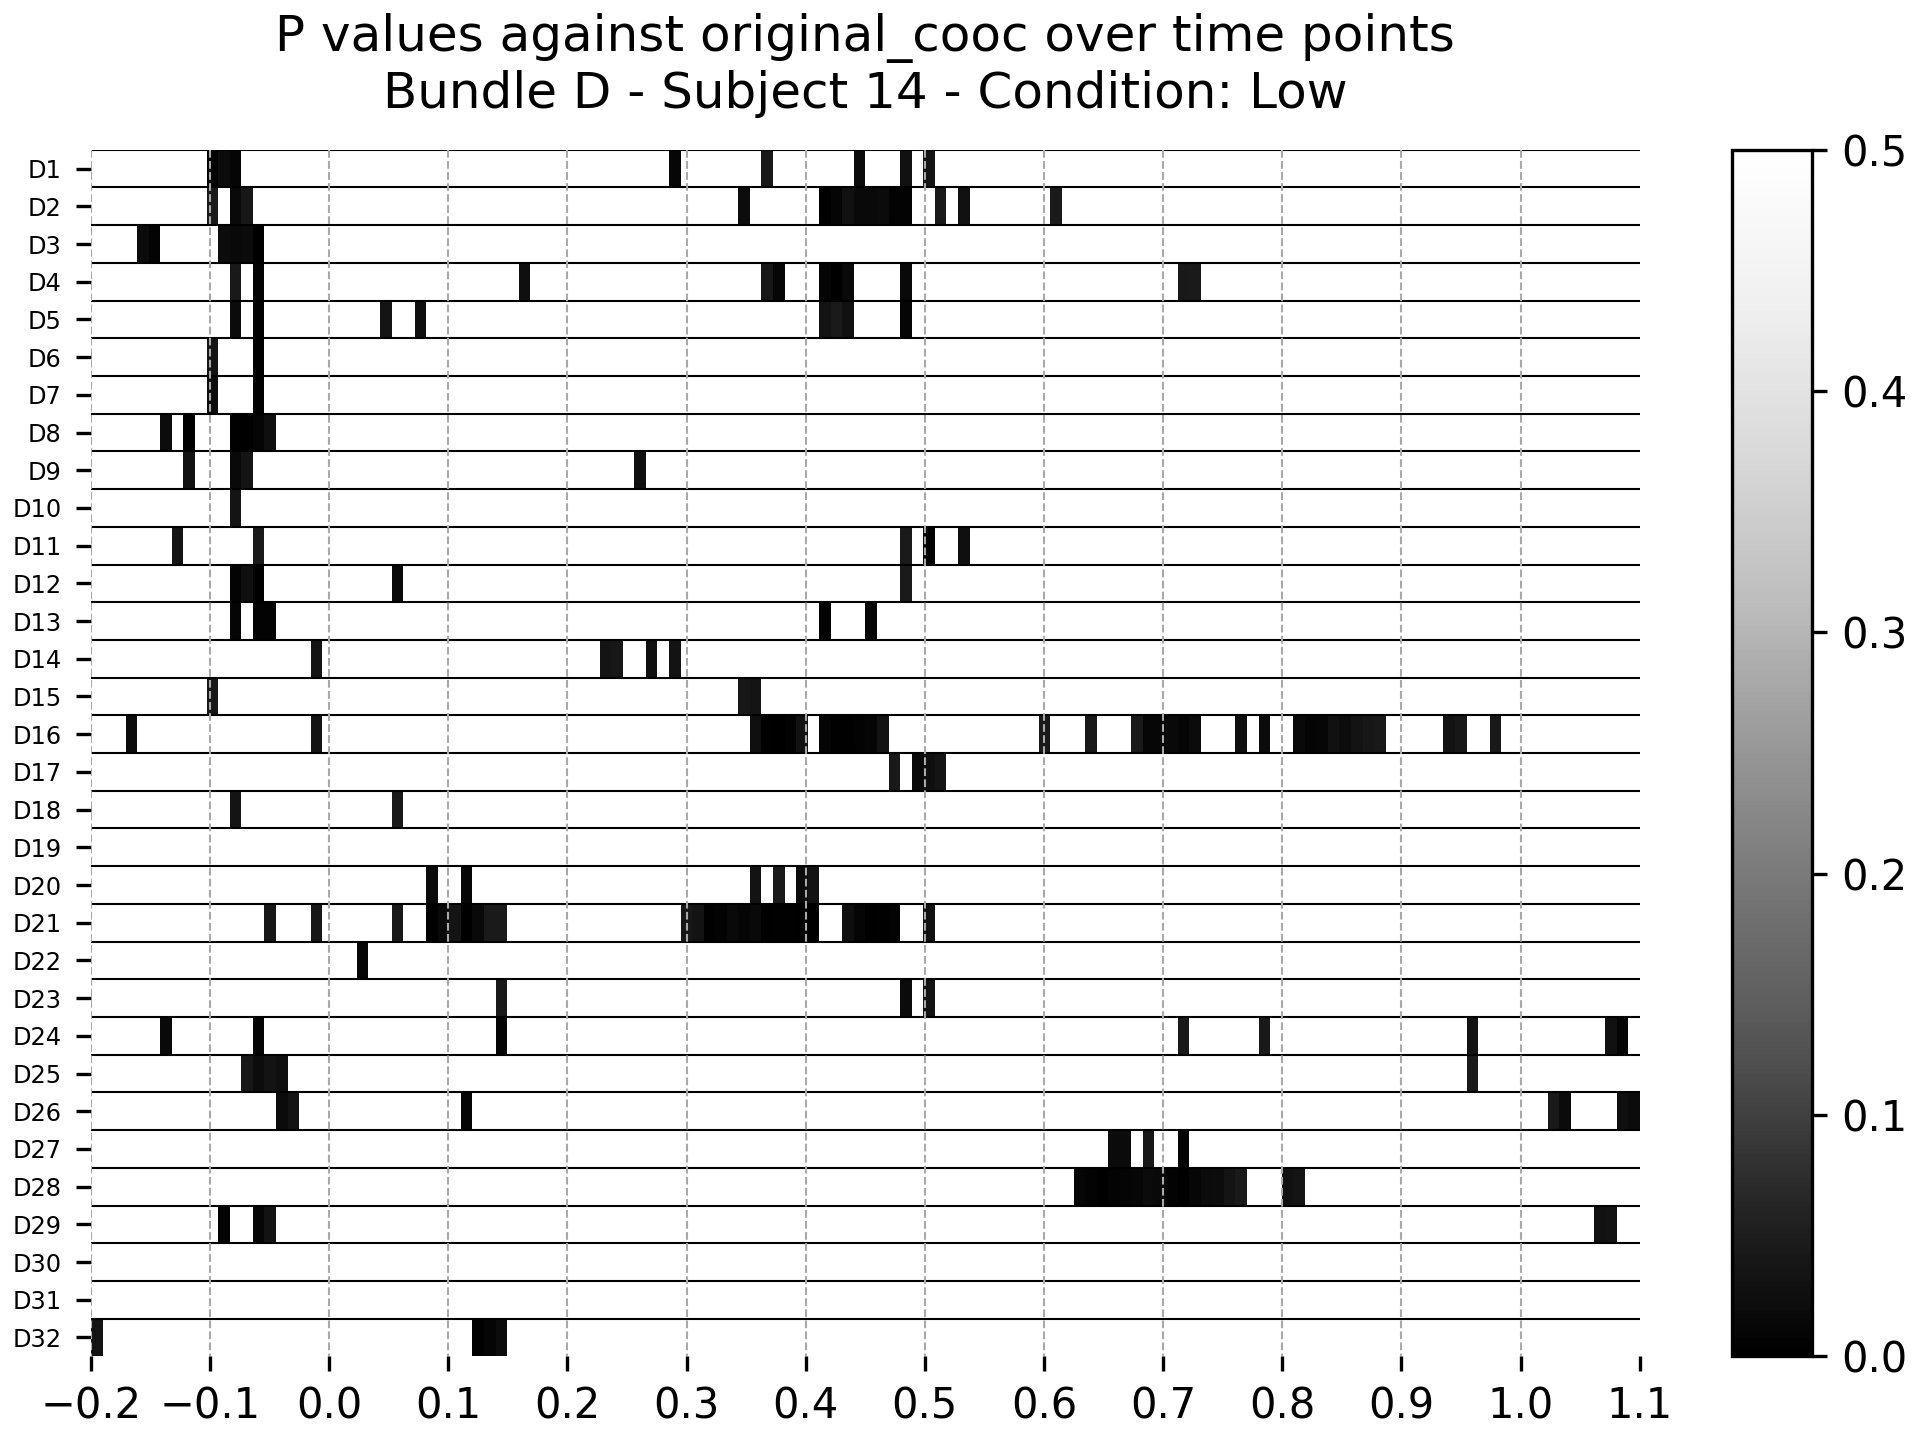 P values against original_cooc over time points
Bundle D - Subject 14 - Condition: Low
D1
D2
D3
D4
D5
D6
D7
D8
D9
D10
D11
D12
D13
D14
D15
D16
D17
D18
D19
D20
D21
D22
D23
D24
D25
D26
D27
D28
D29
D30
D31
D32
−0.2 −0.1 0.0 0.1 0.2 0.3 0.4 0.5 0.6 0.7 0.8 0.9 1.0 1.1
0.5
0.4
0.3
0.2
0.1
0.0